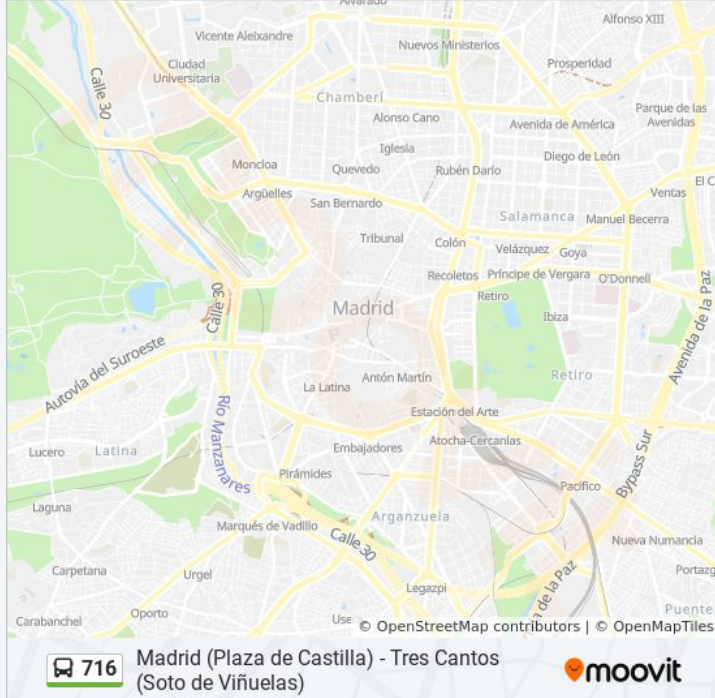 Alvarado
Alfonso XIII
Vicente Aleixandre
Nuevos Ministerios
Ciudad
Universitaria
Prosperidad
Calle 30
Chamberí
Parque de las
Avenidas
Alonso Cano
Avenida de América
Iglesia
Diego de León
Moncloa
Quevedo
Rubén Darío
El C
Argüelles
Ventas
San Bernardo
Salamanca
Manuel Becerra
Tribunal
Colón
Velázquez
Goya
Recoletos
Príncipe de Vergara
O'Donnell
Calle 30
Madrid
Retiro
Ibiza
Avenida de la Paz
Autovía del Suroeste
Antón Martín
Retiro
La Latina
Estación del Arte
Río Manzanares
Atocha-Cercanías
Lucero
Latina
Embajadores
Bypass Sur
Pirámides
Pacífico
Laguna
Arganzuela
Marqués de Vadillo
Calle 30
Nueva Numancia
Carpetana
Urgel
Portazg
Legazpi
a de la Paz
Puente
Oporto
Carabanchel
Use
© OpenStreetMap contributors | © OpenMapTiles
716
Madrid (Plaza de Castilla) - Tres Cantos
(Soto de Viñuelas)
moovit